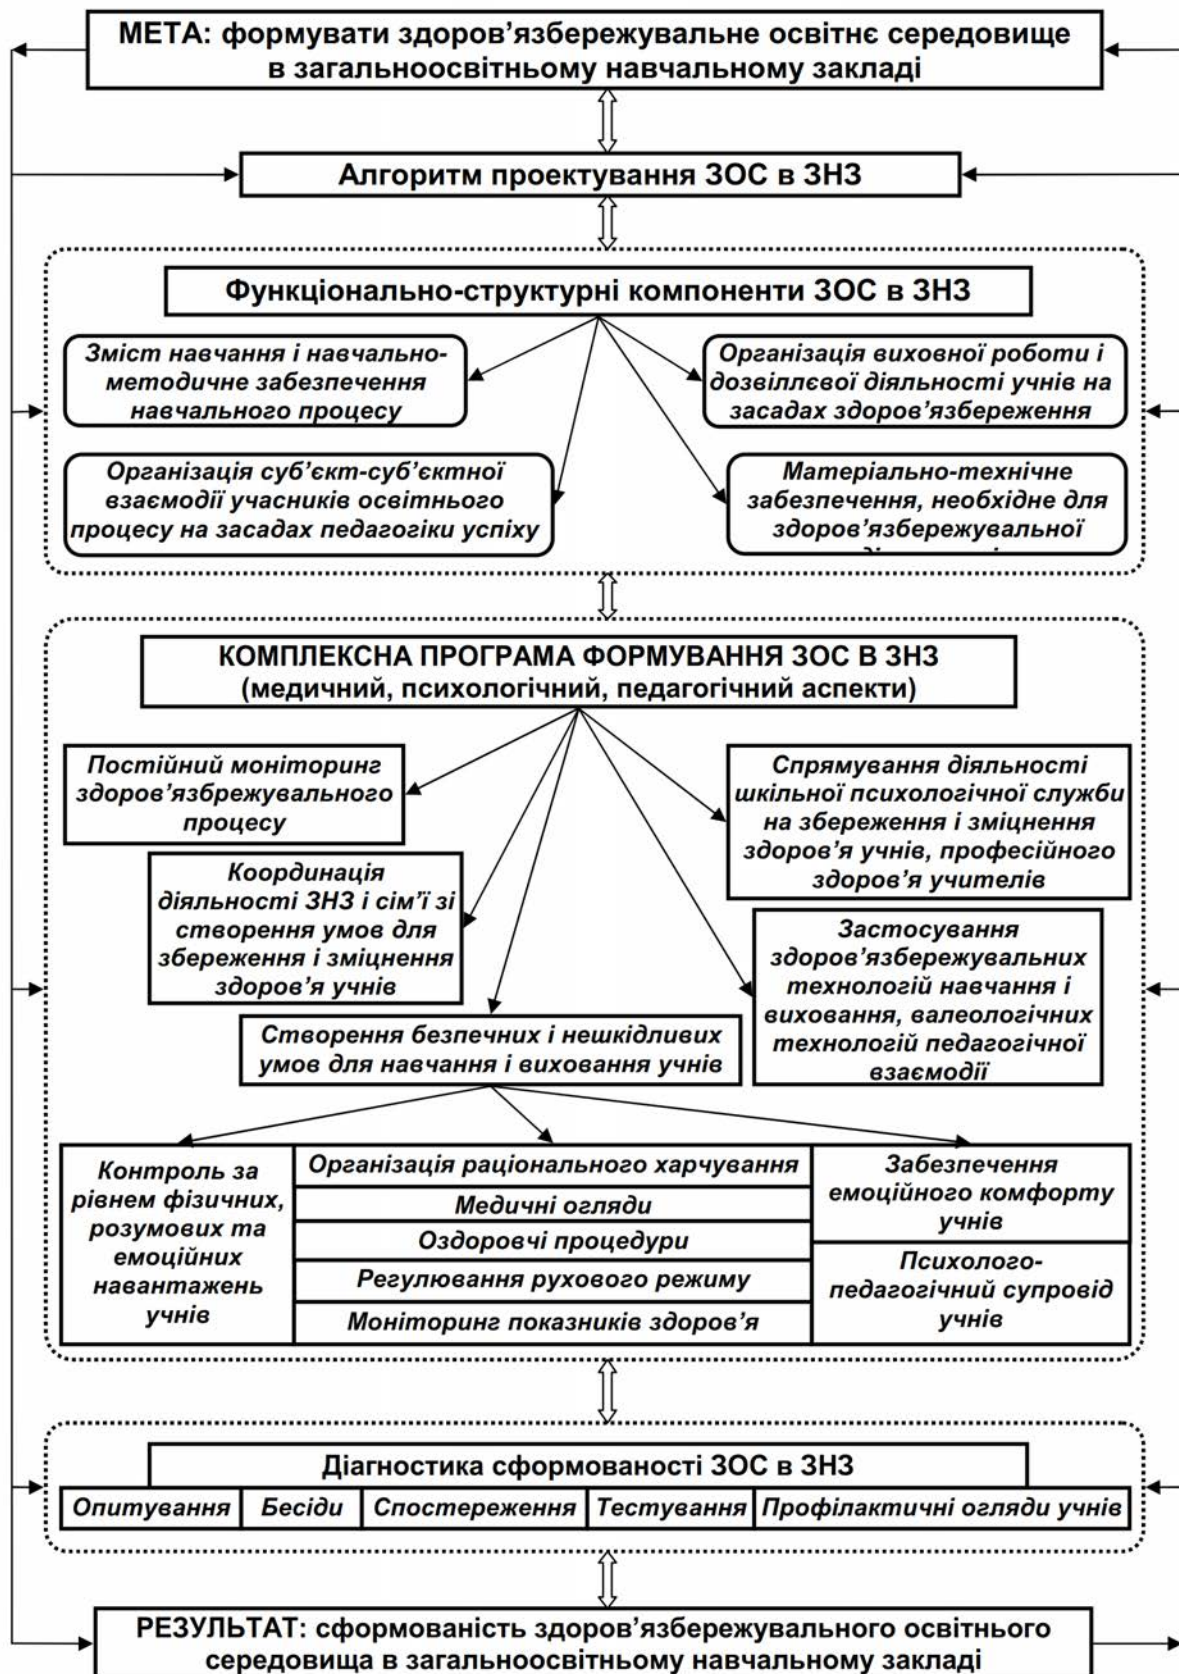 МЕТА: формувати здоров’язбережувальне освітнє середовище
в загальноосвітньому навчальному закладі
Алгоритм проектування ЗОС в ЗНЗ
Функціонально-структурні компоненти ЗОС в ЗНЗ
Зміст навчання і навчально-
методичне забезпечення
навчального процесу
Організація виховної роботи і
дозвіллєвої діяльності учнів на
засадах здоров’язбереження
Організація суб’єкт-суб’єктної
взаємодії учасників освітнього
процесу на засадах педагогіки успіху
Матеріально-технічне
забезпечення, необхідне для
здоров’язбережувальної
КОМПЛЕКСНА ПРОГРАМА ФОРМУВАННЯ ЗОС В ЗНЗ
(медичний, психологічний, педагогічний аспекти)
Постійний моніторинг
здоров’язбрежувального
процесу
Спрямування діяльності
шкільної психологічної служби
на збереження і зміцнення
здоров’я учнів, професійного
здоров’я учителів
Координація
діяльності ЗНЗ і сім’ї зі
створення умов для
збереження і зміцнення
здоров’я учнів
Застосування
здоров’язбережувальних
технологій навчання і
виховання, валеологічних
технологій педагогічної
взаємодії
Створення безпечних і нешкідливих
умов для навчання і виховання учнів
Контроль за
рівнем фізичних,
розумових та
емоційних
навантажень
учнів
Організація раціонального харчування
Медичні огляди
Оздоровчі процедури
Регулювання рухового режиму
Моніторинг показників здоров’я
Забезпечення
емоційного комфорту
учнів
Психолого-
педагогічний супровід
учнів
Діагностика сформованості ЗОС в ЗНЗ
Опитування Бесіди Спостереження Тестування Профілактичні огляди учнів
РЕЗУЛЬТАТ: сформованість здоров’язбережувального освітнього
середовища в загальноосвітньому навчальному закладі